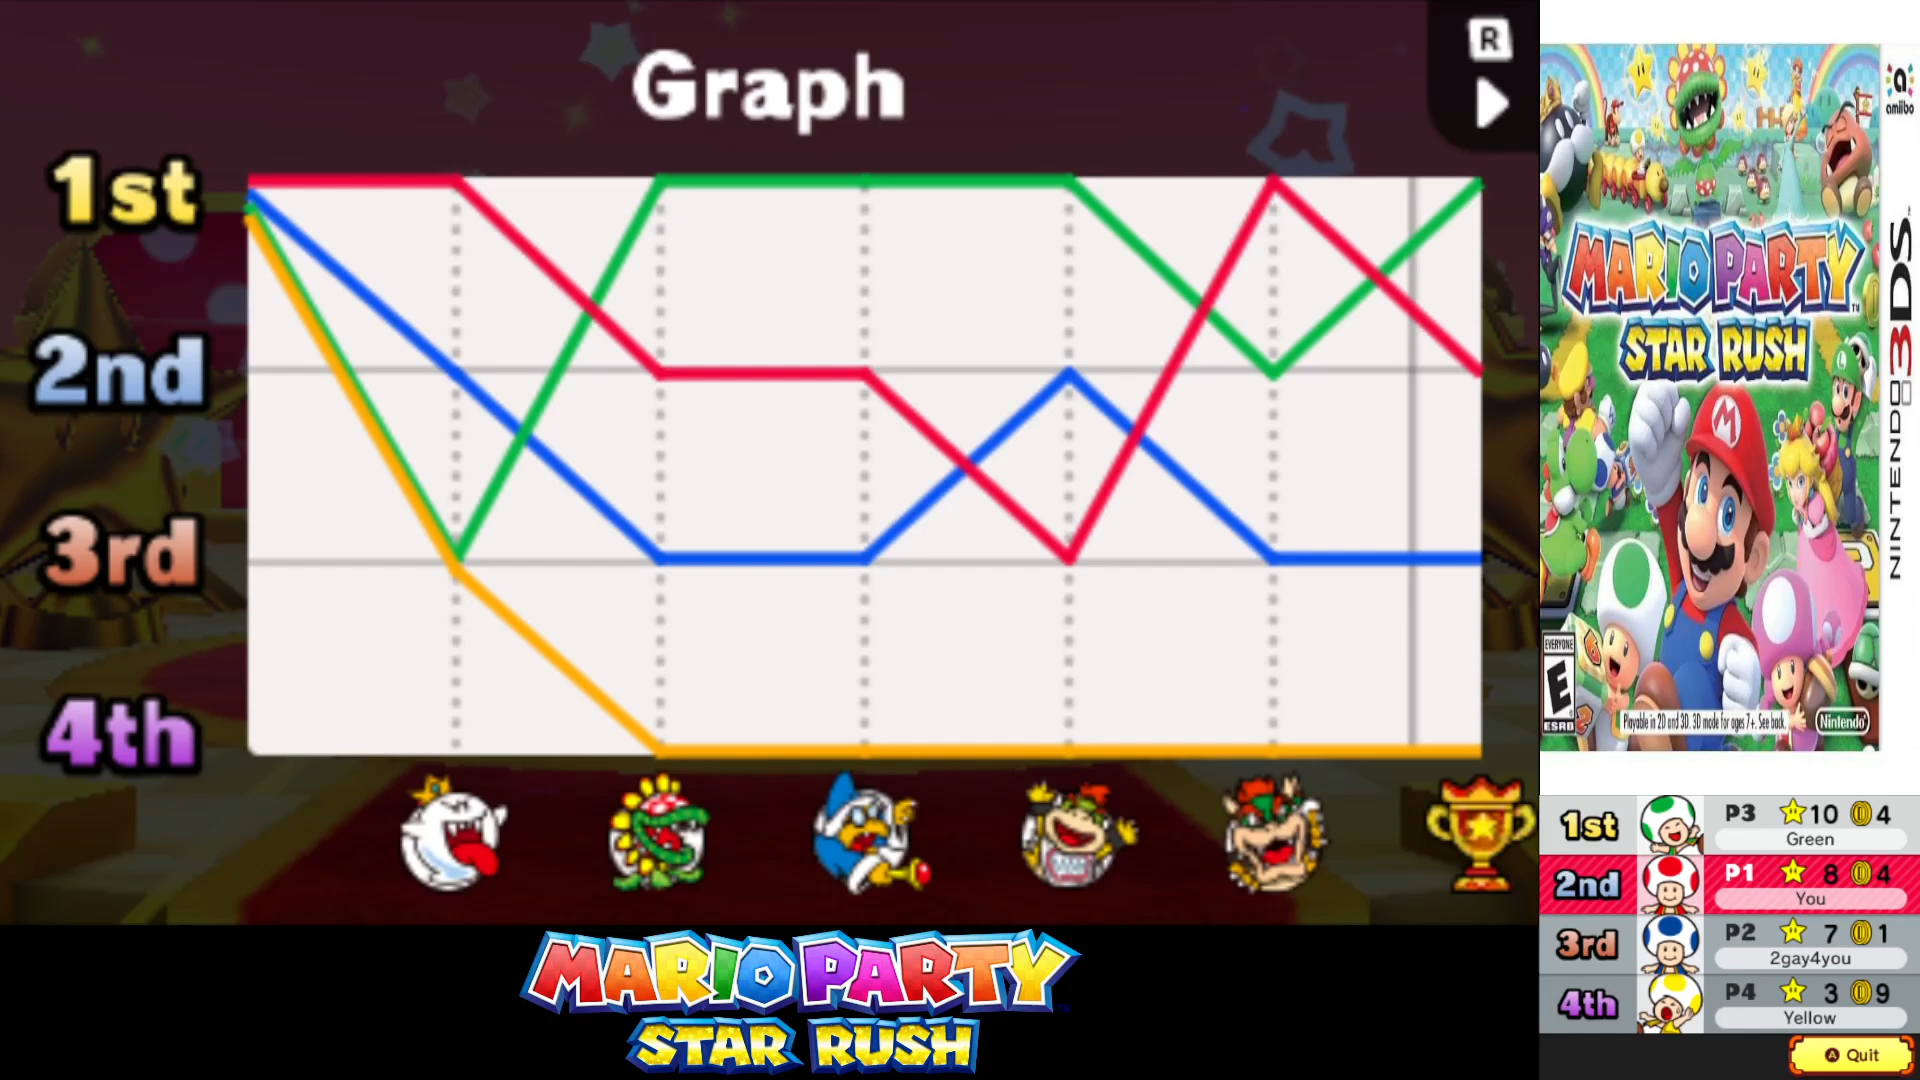 Graph
R
1st
2nd
3rd
4th
amiibo
MARIO PARTY
STAR RUSH
NINTENDO 3DS
EVERYONE
E
ESRB
Playable in 2D and 3D. 3D mode for ages 7+. See back.
Nintendo
MARIO PARTY
STAR RUSH
1st P3 10 4
Green
2nd P1 8 4
You
3rd P2 7 1
2gay4you
4th P4 3 9
Yellow
A Quit